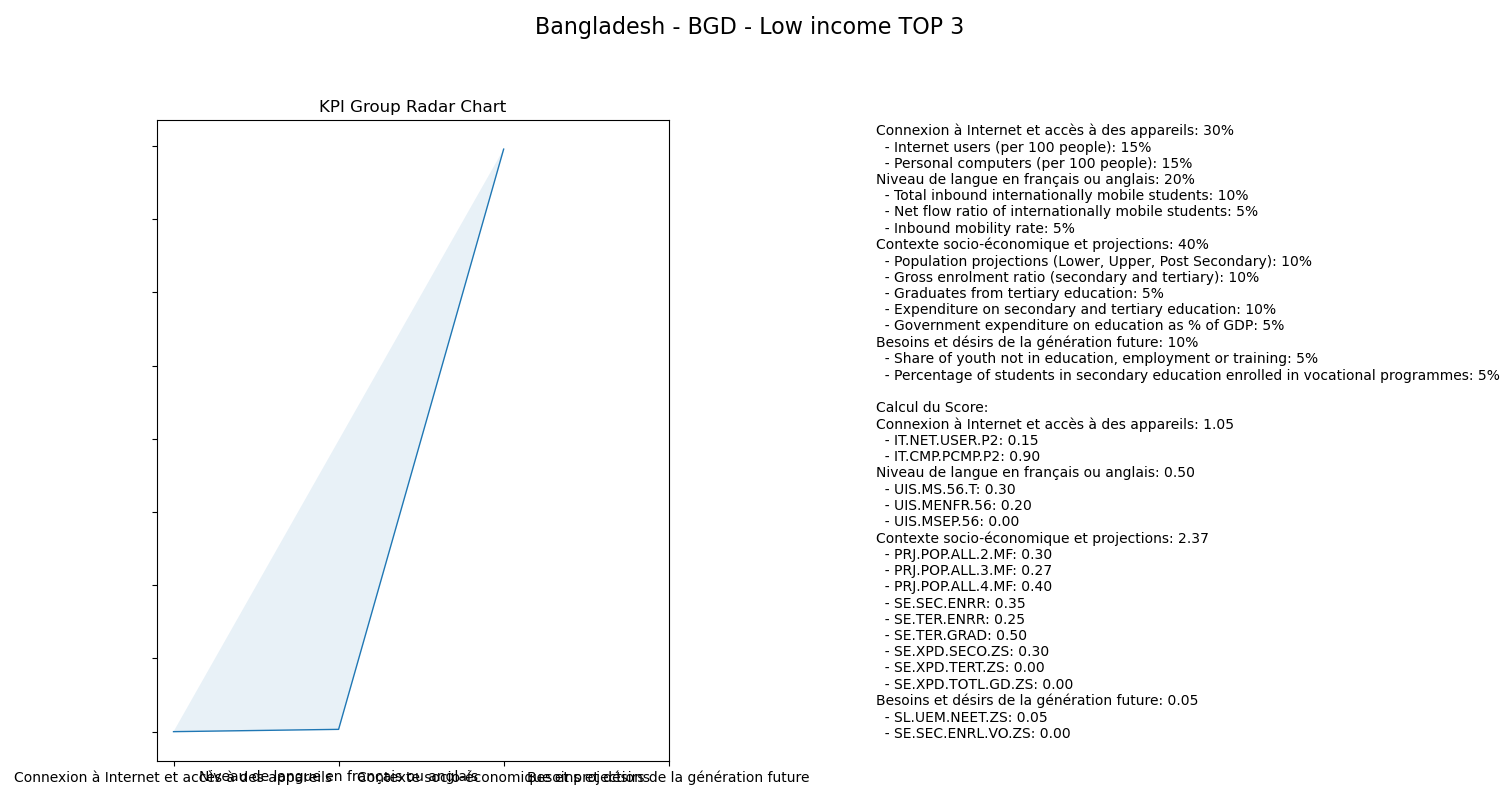 Bangladesh - BGD - Low income TOP 3
KPI Group Radar Chart
Connexion à Internet et accès à des appareils
Niveau de langue en français ou anglais
Contexte socio-économique et projections
Besoins et désirs de la génération future
Connexion à Internet et accès à des appareils: 30%
- Internet users (per 100 people): 15%
- Personal computers (per 100 people): 15%
Niveau de langue en français ou anglais: 20%
- Total inbound internationally mobile students: 10%
- Net flow ratio of internationally mobile students: 5%
- Inbound mobility rate: 5%
Contexte socio-économique et projections: 40%
- Population projections (Lower, Upper, Post Secondary): 10%
- Gross enrolment ratio (secondary and tertiary): 10%
- Graduates from tertiary education: 5%
- Expenditure on secondary and tertiary education: 10%
- Government expenditure on education as % of GDP: 5%
Besoins et désirs de la génération future: 10%
- Share of youth not in education, employment or training: 5%
- Percentage of students in secondary education enrolled in vocational programmes: 5%
Calcul du Score:
Connexion à Internet et accès à des appareils: 1.05
- IT.NET.USER.P2: 0.15
- IT.CMP.PCMP.P2: 0.90
Niveau de langue en français ou anglais: 0.50
- UIS.MS.56.T: 0.30
- UIS.MENFR.56: 0.20
- UIS.MSEP.56: 0.00
Contexte socio-économique et projections: 2.37
- PRJ.POP.ALL.2.MF: 0.30
- PRJ.POP.ALL.3.MF: 0.27
- PRJ.POP.ALL.4.MF: 0.40
- SE.SEC.ENRR: 0.35
- SE.TER.ENRR: 0.25
- SE.TER.GRAD: 0.50
- SE.XPD.SECO.ZS: 0.30
- SE.XPD.TERT.ZS: 0.00
- SE.XPD.TOTL.GD.ZS: 0.00
Besoins et désirs de la génération future: 0.05
- SL.UEM.NEET.ZS: 0.05
- SE.SEC.ENRL.VO.ZS: 0.00